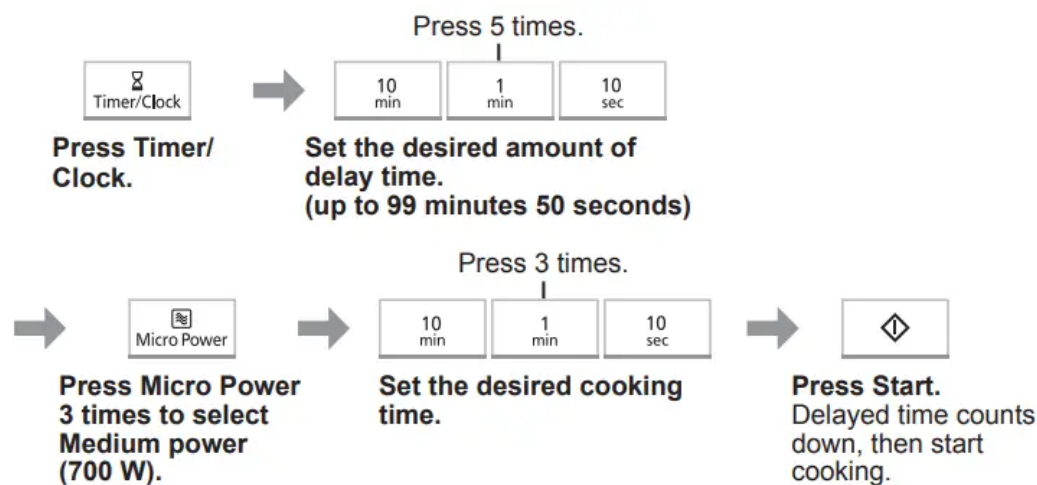 Press 5 times.
Timer/Clock
10 min
1 min
10 sec
Press Timer/
Clock.
Set the desired amount of
delay time.
(up to 99 minutes 50 seconds)
Press 3 times.
Micro Power
10 min
1 min
10 sec
Press Micro Power
3 times to select
Medium power
(700 W).
Set the desired cooking
time.
Press Start.
Delayed time counts
down, then start
cooking.